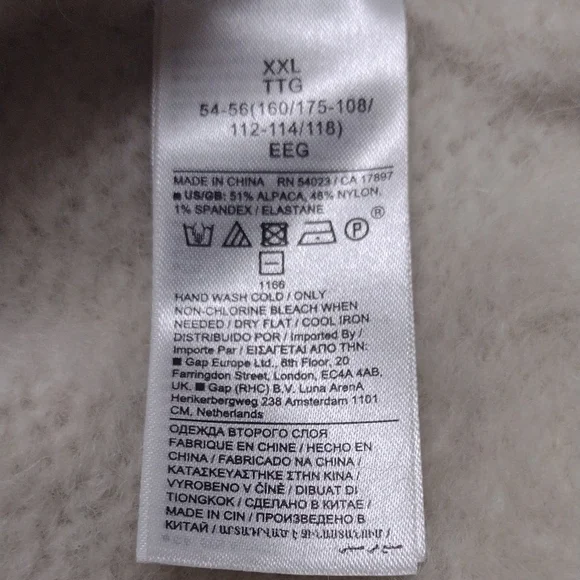 XXL
TTG
54-56(160/175-108/
112-114/118)
EEG
MADE IN CHINA RN 54023 / CA 17897
■ US/GB: 51% ALPACA, 48% NYLON,
1% SPANDEX / ELASTANE
®
P
1166
HAND WASH COLD / ONLY
NON-CHLORINE BLEACH WHEN
NEEDED / DRY FLAT / COOL IRON
DISTRIBUIDO POR / Imported By /
Importe Par / ΕΙΣΑΓΕΤΑΙ ΑΠΟ ΤΗΝ:
■ Gap Europe Ltd., 8th Floor, 20
Farringdon Street, London, EC4A 4AB,
UK. ■ Gap (RHC) B.V. Luna ArenA
Herikerbergweg 238 Amsterdam 1101
CM, Netherlands
ОДЕЖДА ВТОРОГО СЛОЯ
FABRIQUE EN CHINE / HECHO EN
CHINA / FABRICADO NA CHINA /
ΚΑΤΑΣΚΕΥΑΣΤΗΚΕ ΣΤΗΝ ΚΙΝΑ /
VYROBENO V ČÍNĚ / DIBUAT DI
TIONGKOK / СДЕЛАНО В КИТАЕ /
MADE IN CIN / ПРОИЗВЕДЕНО В
КИТАЙ / ԱՐՏԱԴՐՎԱԾ Է ՉԻՆԱՍՏԱՆՈՒՄ /
صنع في صيني